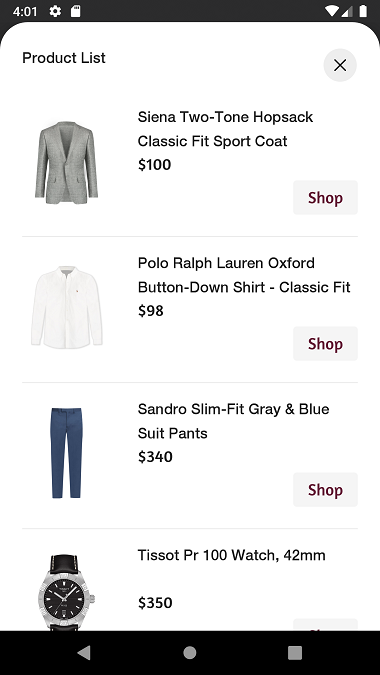 4:01
Product List
Siena Two-Tone Hopsack
Classic Fit Sport Coat
$100
Shop
Polo Ralph Lauren Oxford
Button-Down Shirt - Classic Fit
$98
Shop
Sandro Slim-Fit Gray & Blue
Suit Pants
$340
Shop
Tissot Pr 100 Watch, 42mm
$350